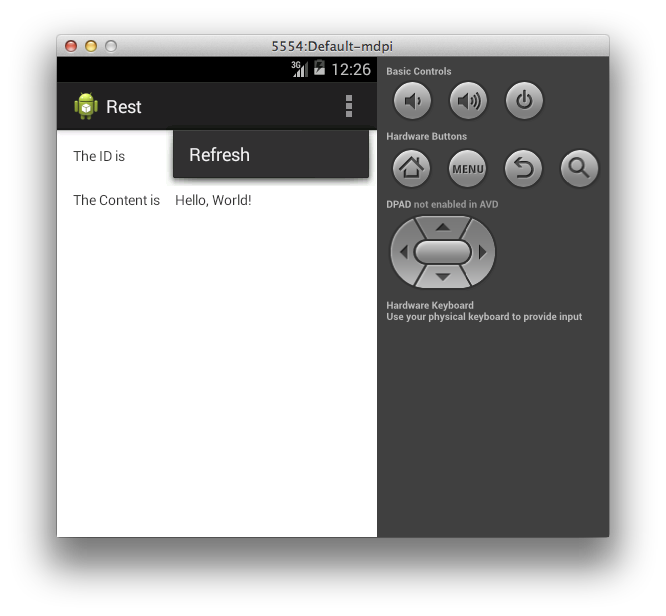 5554:Default-mdpi
3G 12:26
Rest
Refresh
The ID is
The Content is Hello, World!
Basic Controls
Hardware Buttons
MENU
DPAD not enabled in AVD
Hardware Keyboard
Use your physical keyboard to provide input